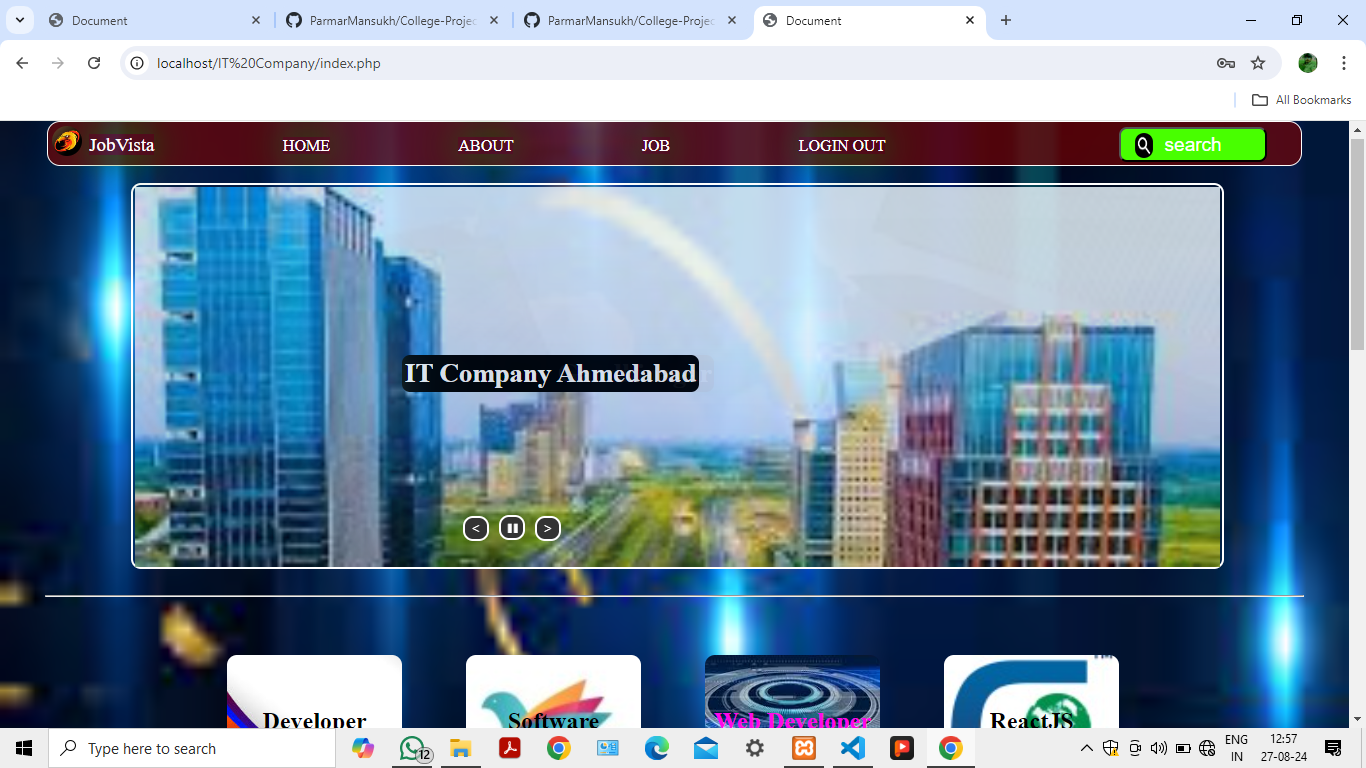 Document
ParmarMansukh/College-Projec
ParmarMansukh/College-Projec
Document
localhost/IT%20Company/index.php
All Bookmarks
JobVista
HOME
ABOUT
JOB
LOGIN OUT
search
IT Company Ahmedabad
<
>
Developer
Software
Web Developer
ReactJS
TM
Type here to search
12
ENG
IN
12:57
27-08-24